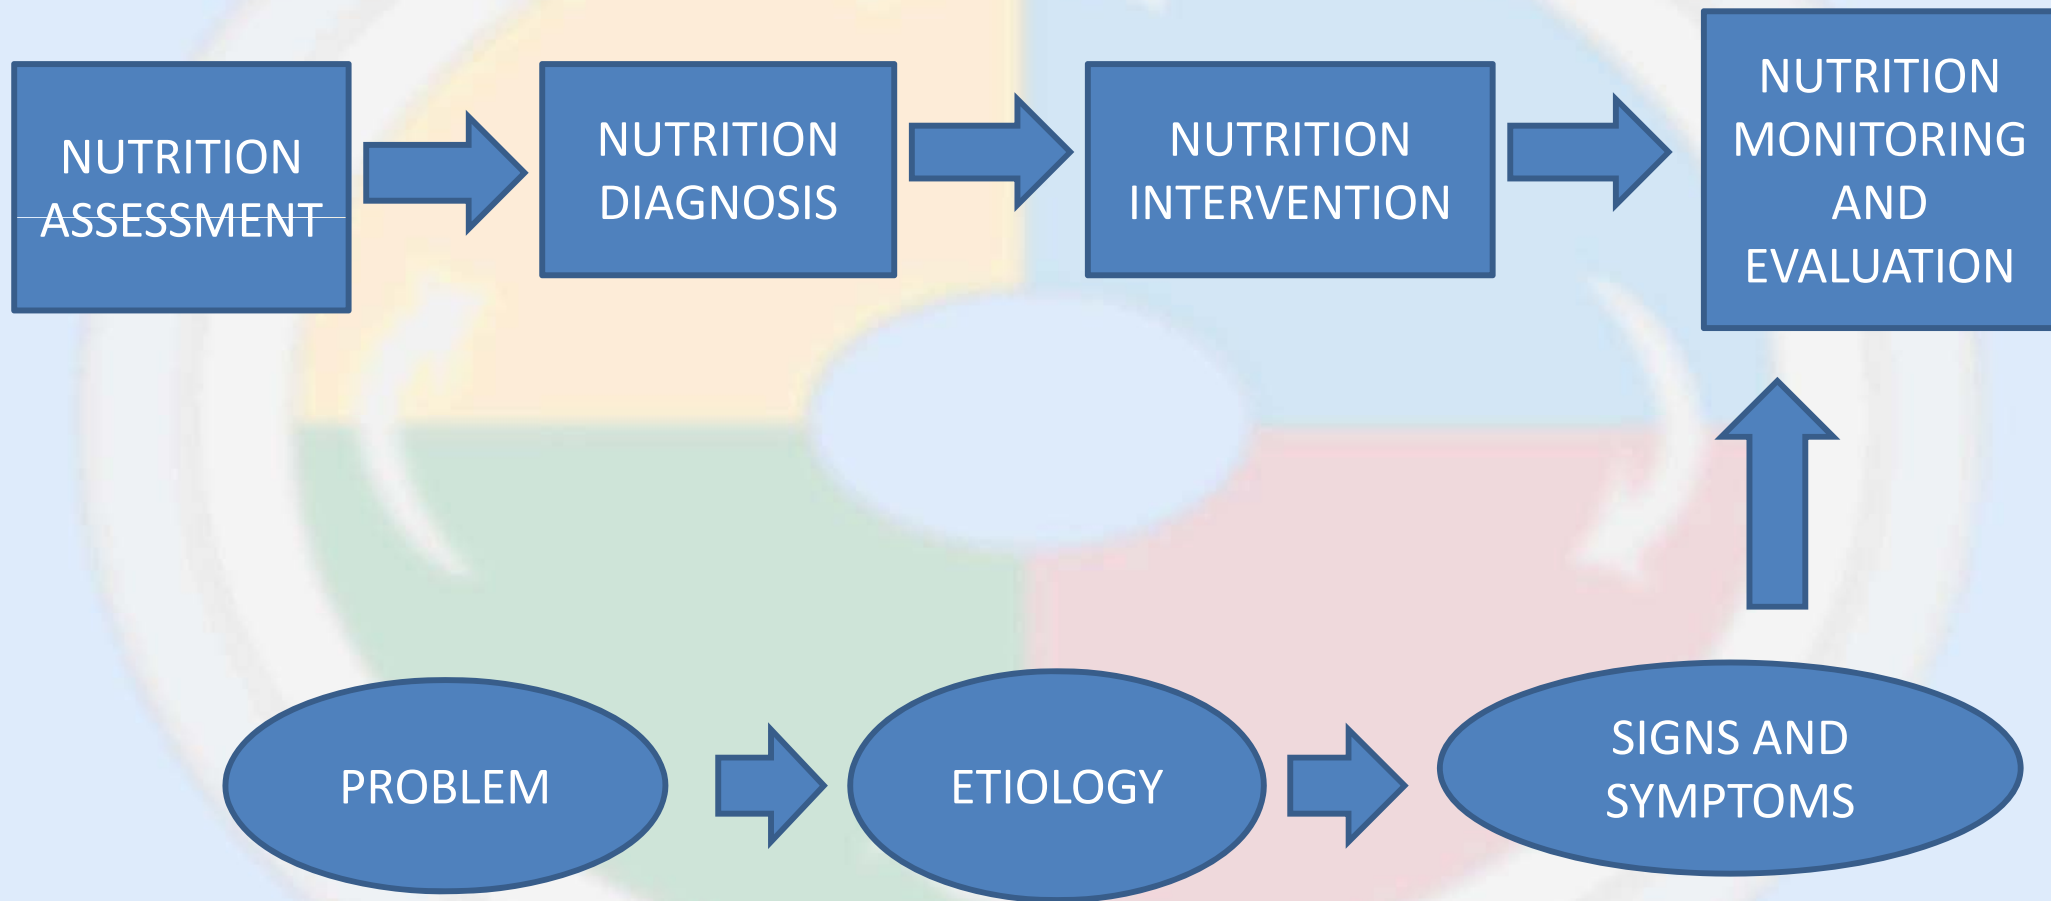 NUTRITION
ASSESSMENT
NUTRITION
DIAGNOSIS
NUTRITION
INTERVENTION
NUTRITION
MONITORING
AND
EVALUATION
PROBLEM
ETIOLOGY
SIGNS AND
SYMPTOMS